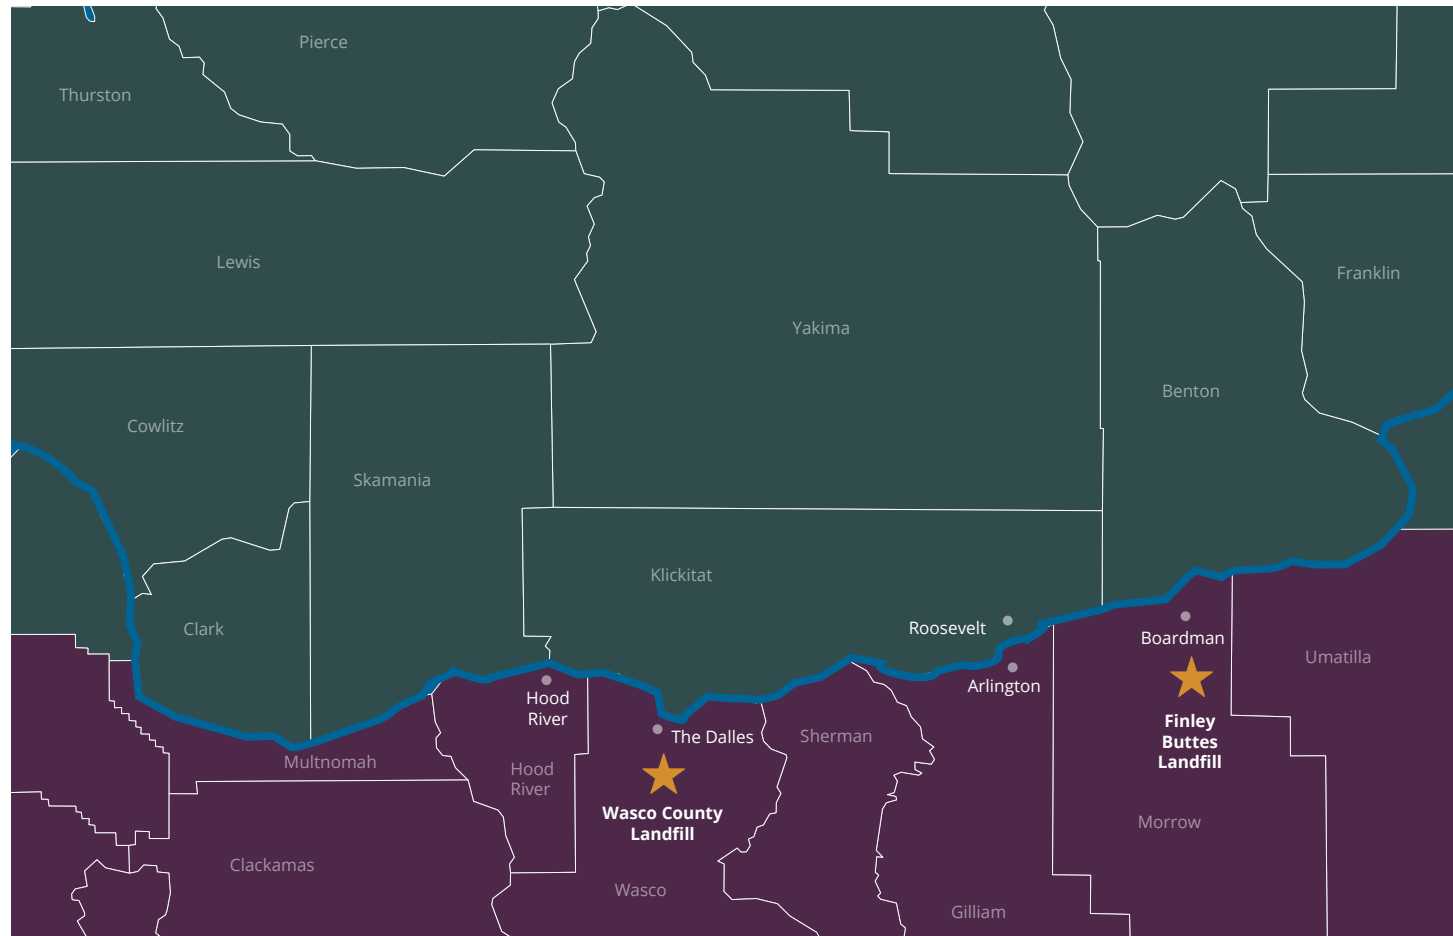 Pierce
Thurston
Lewis
Franklin
Yakima
Benton
Cowlitz
Skamania
Klickitat
Clark
Roosevelt
Boardman
Umatilla
Arlington
Hood
River
The Dalles
Sherman
Finley
Buttes
Landfill
Multnomah
Hood
River
Wasco County
Landfill
Morrow
Clackamas
Wasco
Gilliam